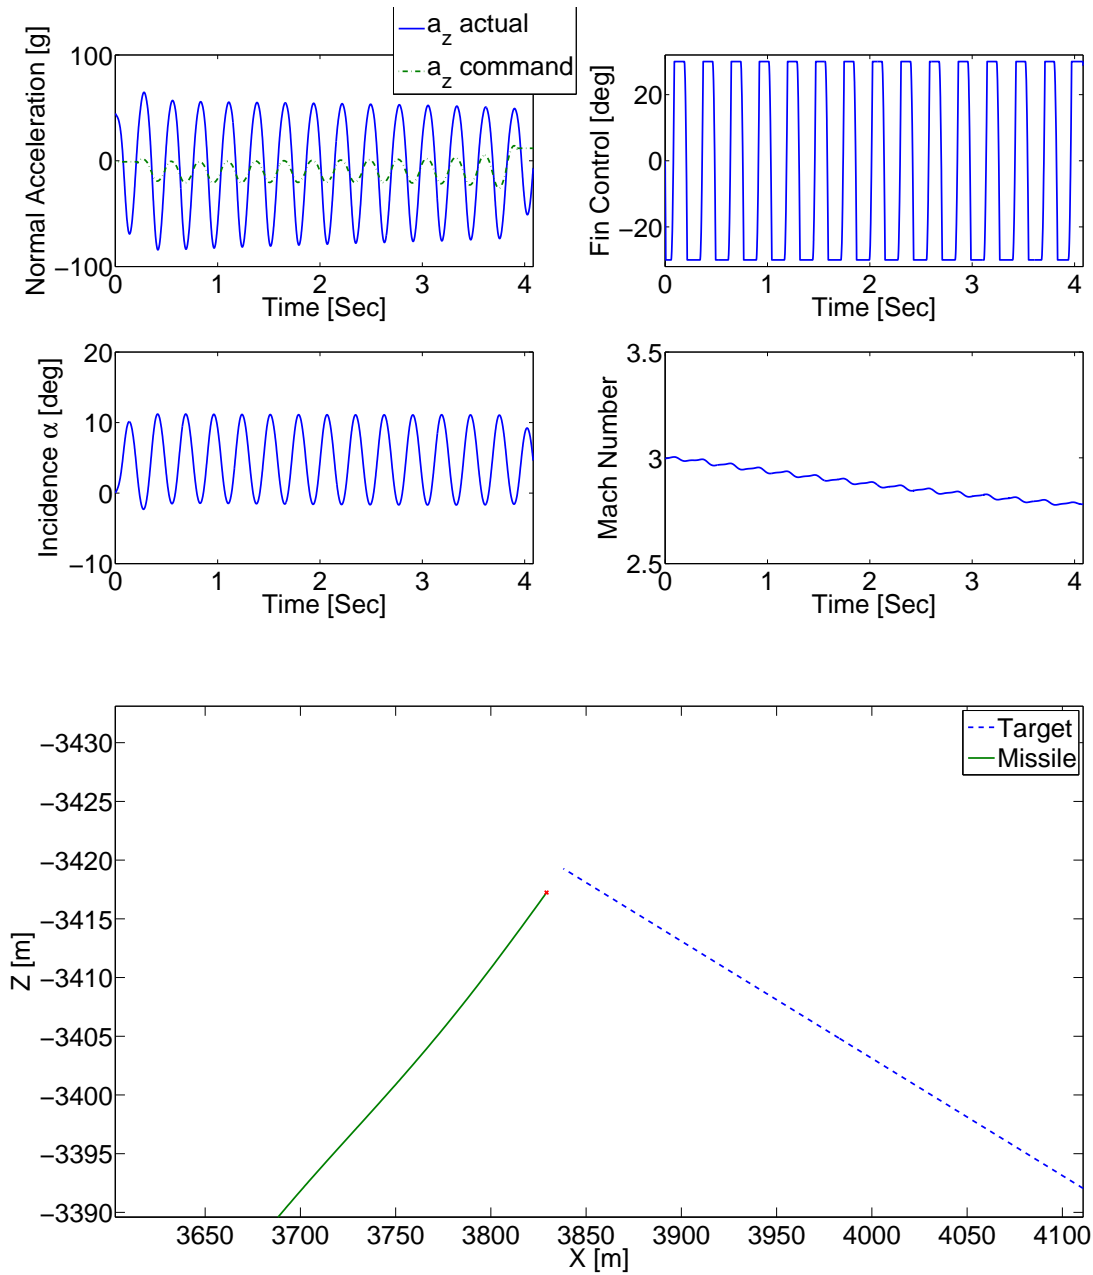 a_z actual
a_z command
Normal Acceleration [g]
100
0
−100
0 1 2 3 4
Time [Sec]
Fin Control [deg]
20
0
−20
0 1 2 3 4
Time [Sec]
Incidence α [deg]
20
10
0
−10
0 1 2 3 4
Time [Sec]
Mach Number
3.5
3
2.5
0 1 2 3 4
Time [Sec]
Target
Missile
Z [m]
−3430
−3425
−3420
−3415
−3410
−3405
−3400
−3395
−3390
3650 3700 3750 3800 3850 3900 3950 4000 4050 4100
X [m]